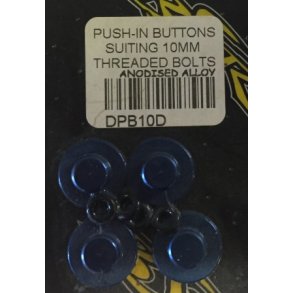 PUSH-IN BUTTONS
SUITING 10MM
THREADED BOLTS
ANODISED ALLOY
DPB10D